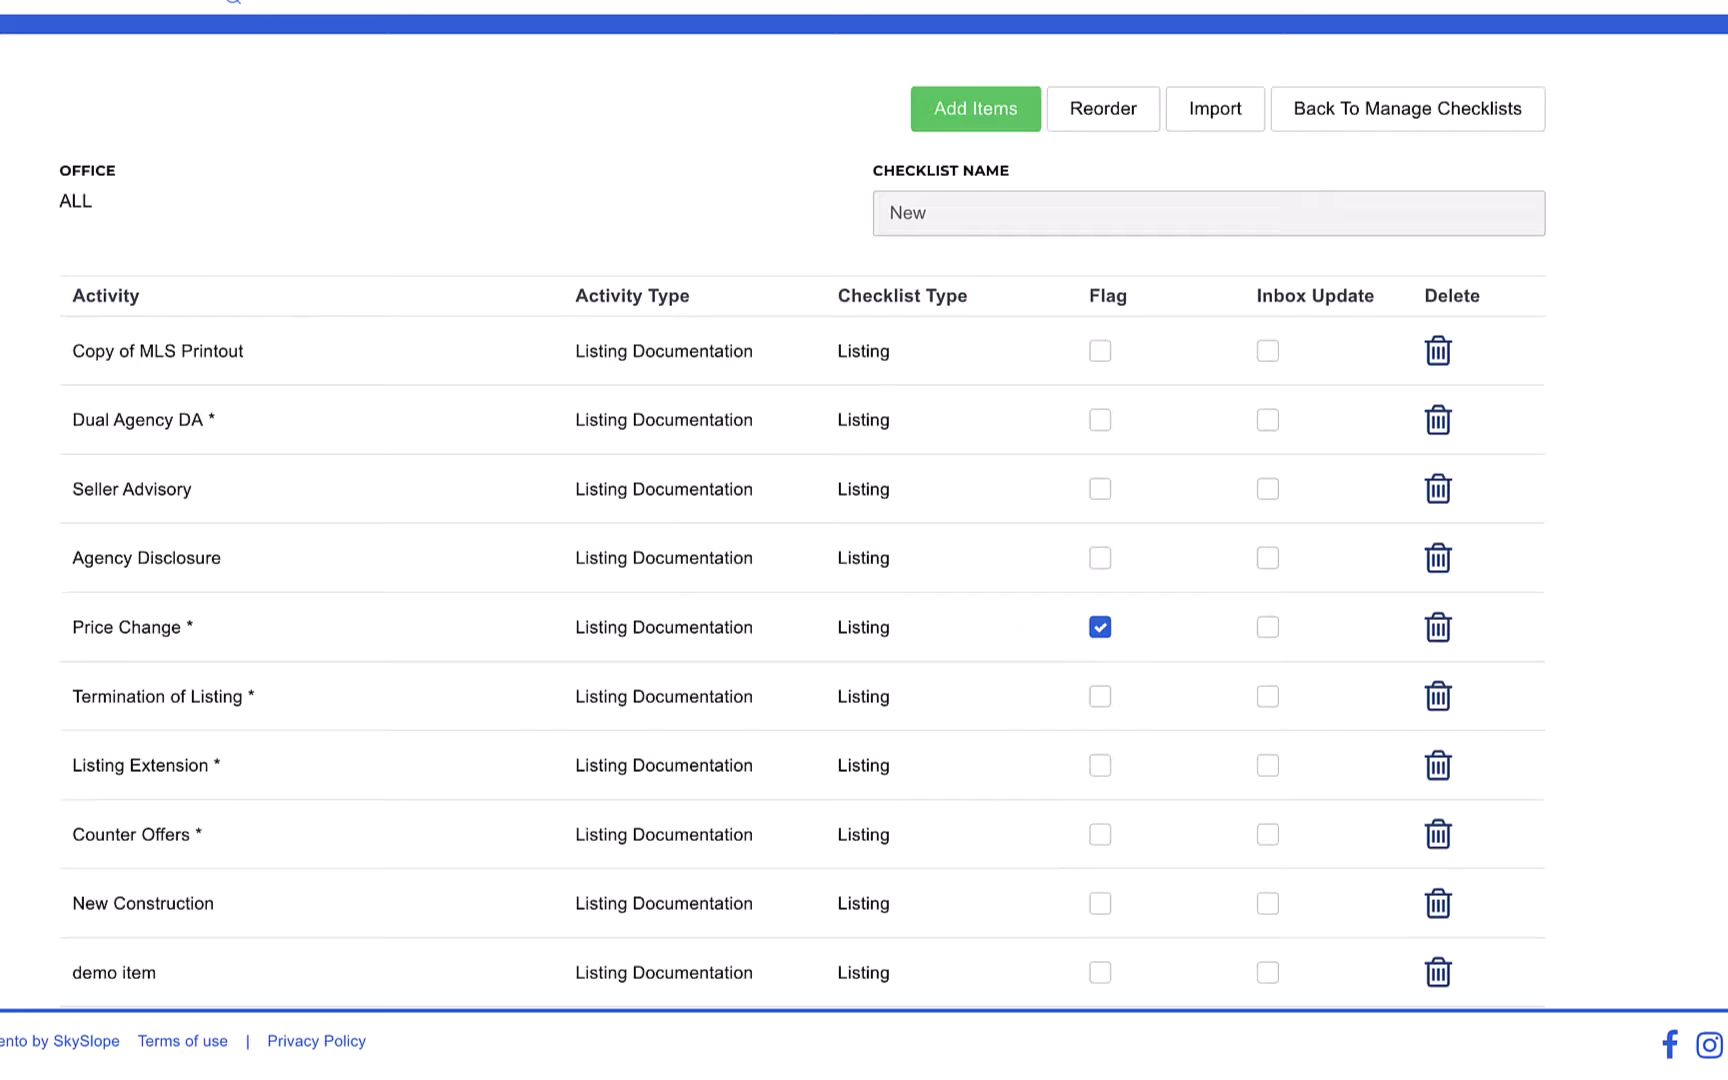 Add Items Reorder Import Back To Manage Checklists
OFFICE CHECKLIST NAME
ALL New
Activity Activity Type Checklist Type Flag Inbox Update Delete
Copy of MLS Printout Listing Documentation Listing
Dual Agency DA * Listing Documentation Listing
Seller Advisory Listing Documentation Listing
Agency Disclosure Listing Documentation Listing
Price Change * Listing Documentation Listing
Termination of Listing * Listing Documentation Listing
Listing Extension * Listing Documentation Listing
Counter Offers * Listing Documentation Listing
New Construction Listing Documentation Listing
demo item Listing Documentation Listing
by SkySlope Terms of use | Privacy Policy